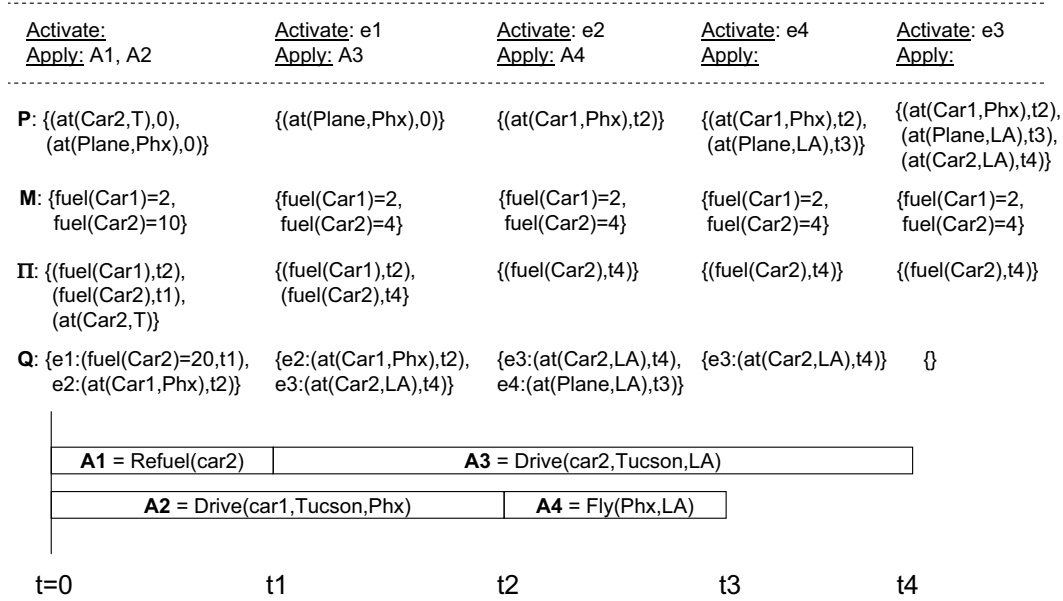 Activate: Activate: e1 Activate: e2 Activate: e4 Activate: e3
Apply: A1, A2 Apply: A3 Apply: A4 Apply: Apply:
P: {(at(Car2,T),0), {(at(Plane,Phx),0)} {(at(Car1,Phx),t2)} {(at(Car1,Phx),t2), {(at(Car1,Phx),t2),
(at(Plane,Phx),0)} (at(Plane,LA),t3)} (at(Plane,LA),t3),
(at(Car2,LA),t4)}
M: {fuel(Car1)=2, {fuel(Car1)=2, {fuel(Car1)=2, {fuel(Car1)=2, {fuel(Car1)=2,
fuel(Car2)=10} fuel(Car2)=4} fuel(Car2)=4} fuel(Car2)=4} fuel(Car2)=4}
Π: {(fuel(Car1),t2), {(fuel(Car1),t2), {(fuel(Car2),t4)} {(fuel(Car2),t4)} {(fuel(Car2),t4)}
(fuel(Car2),t1), (fuel(Car2),t4}
(at(Car2,T)}
Q: {e1:(fuel(Car2)=20,t1), {e2:(at(Car1,Phx),t2), {e3:(at(Car2,LA),t4), {e3:(at(Car2,LA),t4)} {}
e2:(at(Car1,Phx),t2)} e3:(at(Car2,LA),t4)} e4:(at(Plane,LA),t3)}
A1 = Refuel(car2) A3 = Drive(car2,Tucson,LA)
A2 = Drive(car1,Tucson,Phx) A4 = Fly(Phx,LA)
t=0 t1 t2 t3 t4